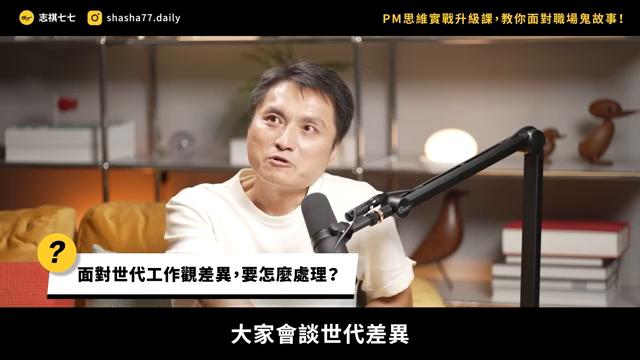 志祺七七
shasha77.daily
PM思維實戰升級課，教你面對職場鬼故事！
?
面對世代工作觀差異，要怎麼處理？
大家會談世代差異